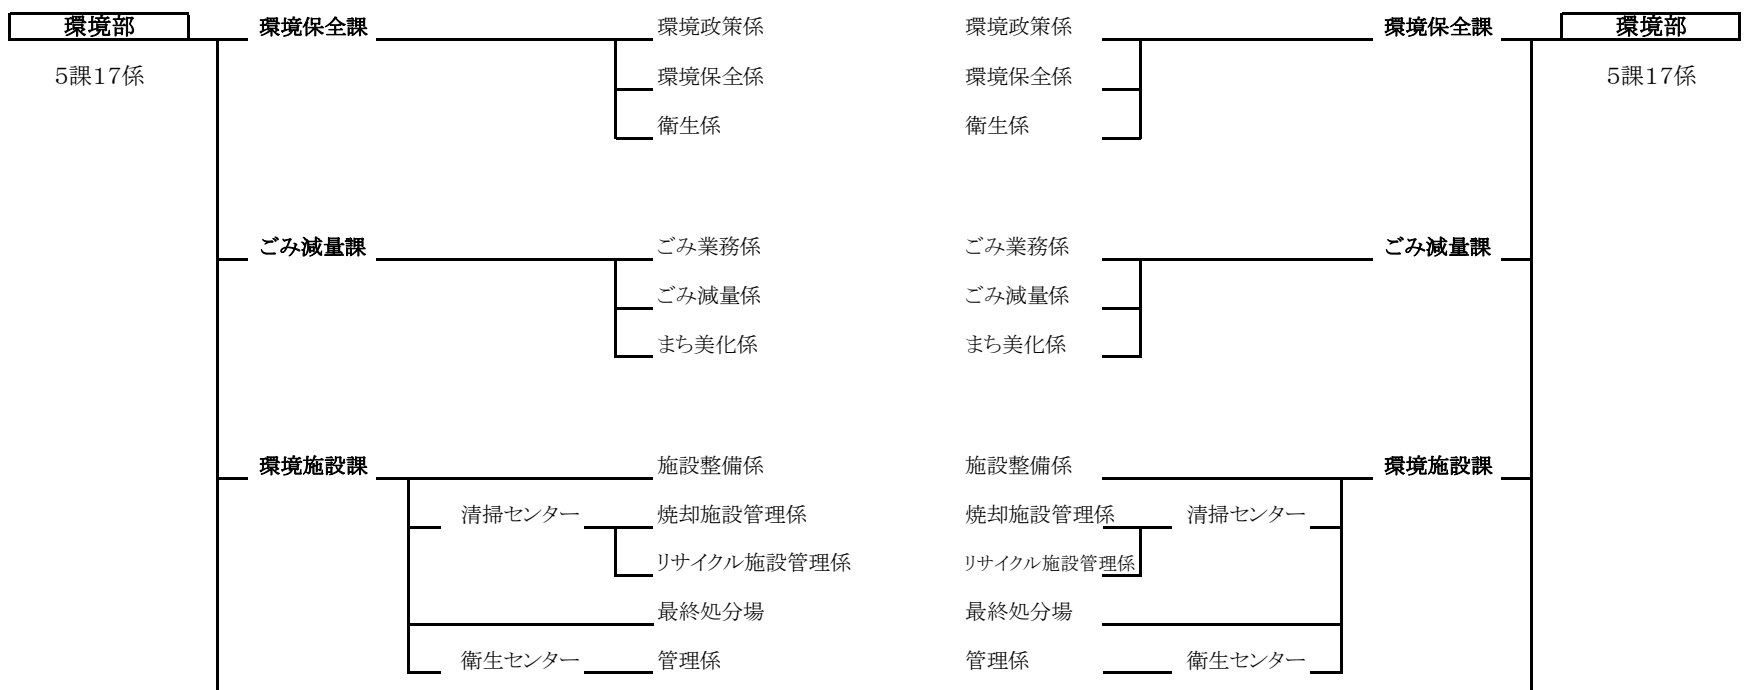 環境部 環境保全課 環境政策係 環境政策係 環境保全課 環境部
5課17係 環境保全係 環境保全係 5課17係
衛生係 衛生係
ごみ減量課 ごみ業務係 ごみ業務係 ごみ減量課
ごみ減量係 ごみ減量係
まち美化係 まち美化係
環境施設課 施設整備係 施設整備係 環境施設課
清掃センター 焼却施設管理係 焼却施設管理係 清掃センター
リサイクル施設管理係 リサイクル施設管理係
最終処分場 最終処分場
衛生センター 管理係 管理係 衛生センター